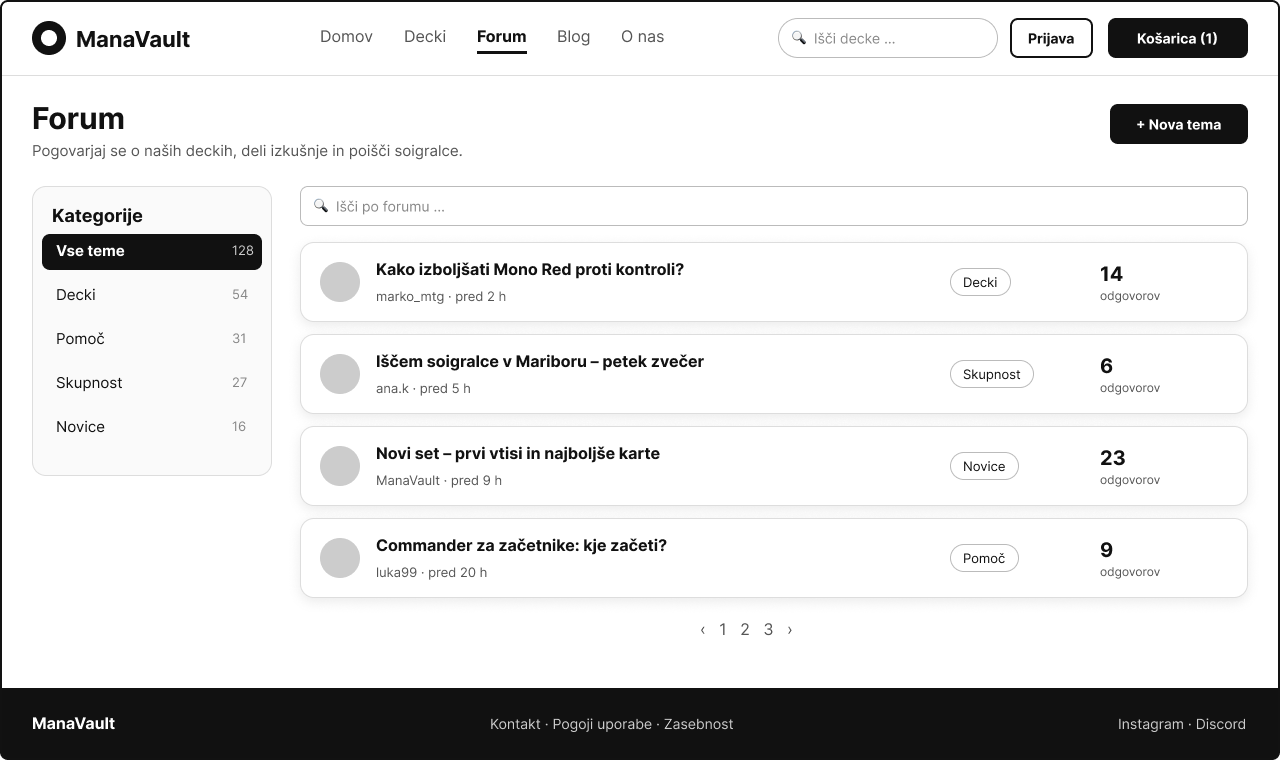 ManaVault
Domov Decki Forum Blog O nas
Išči decke ...
Prijava
Košarica (1)
Forum
Pogovarjaj se o naših deckih, deli izkušnje in poišči soigralce.
+ Nova tema
Kategorije
Vse teme 128
Decki 54
Pomoč 31
Skupnost 27
Novice 16
Išči po forumu ...
Kako izboljšati Mono Red proti kontroli?
marko_mtg · pred 2 h
Decki
14
odgovorov
Iščem soigralce v Mariboru – petek zvečer
ana.k · pred 5 h
Skupnost
6
odgovorov
Novi set – prvi vtisi in najboljše karte
ManaVault · pred 9 h
Novice
23
odgovorov
Commander za začetnike: kje začeti?
luka99 · pred 20 h
Pomoč
9
odgovorov
‹ 1 2 3 ›
ManaVault
Kontakt · Pogoji uporabe · Zasebnost
Instagram · Discord